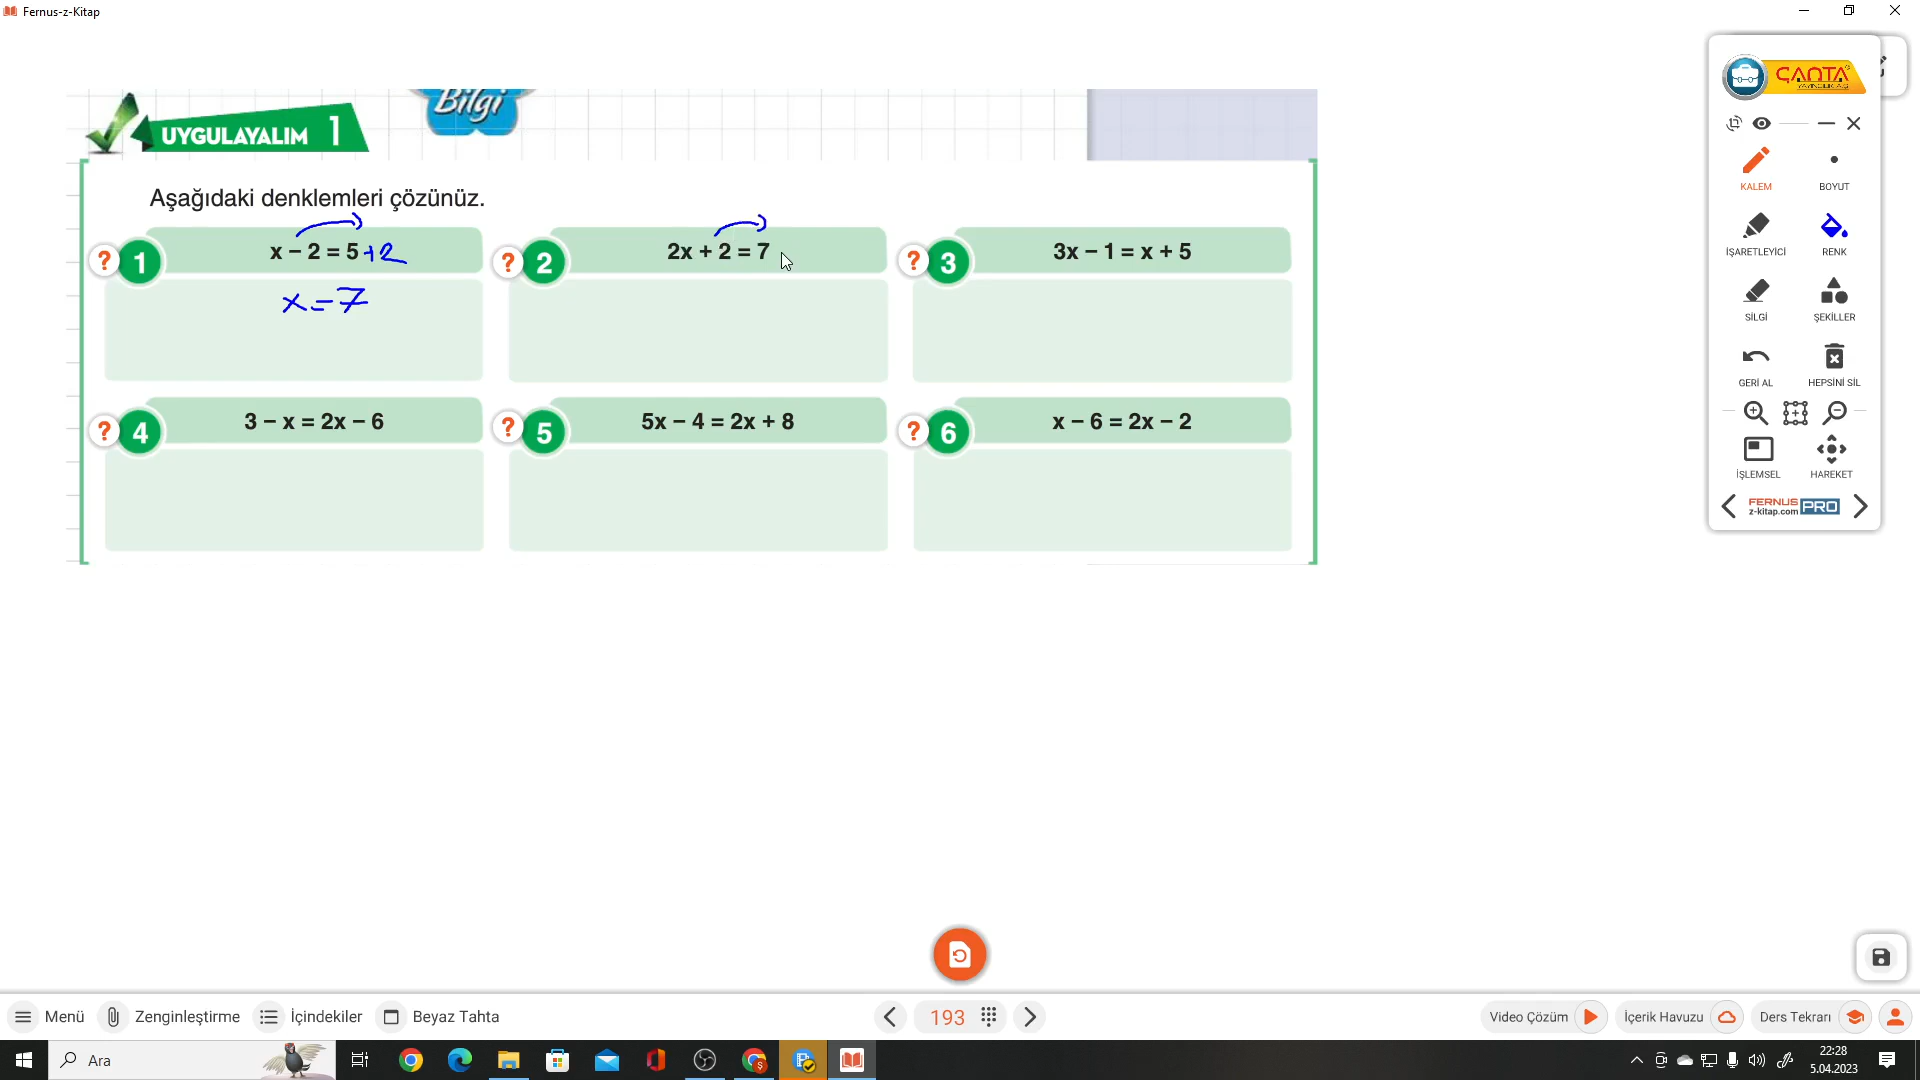 Fernus-z-Kitap
Bilgi
UYGULAYALIM 1
Aşağıdaki denklemleri çözünüz.
? 1 x − 2 = 5 +2
x = 7
? 2 2x + 2 = 7
? 3 3x − 1 = x + 5
? 4 3 − x = 2x − 6
? 5 5x − 4 = 2x + 8
? 6 x − 6 = 2x − 2
ÇANTA
YAYINCILIK A.Ş.
KALEM BOYUT
İŞARETLEYİCİ RENK
SİLGİ ŞEKİLLER
GERİ AL HEPSİNİ SİL
İŞLEMSEL HAREKET
FERNUS
z-kitap.com PRO
Menü Zenginleştirme İçindekiler Beyaz Tahta 193 Video Çözüm İçerik Havuzu Ders Tekrarı
Ara
22:28
5.04.2023